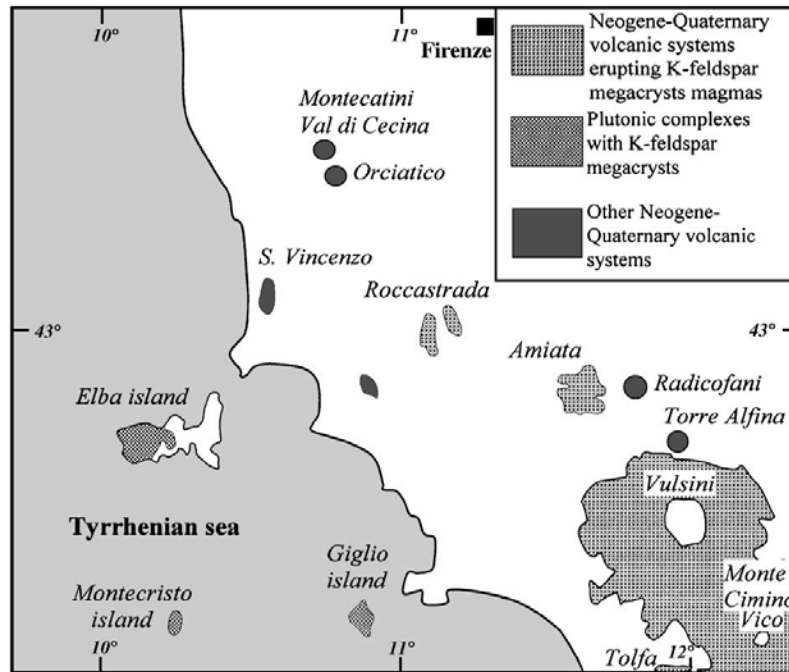 10°
11°
Firenze
Neogene-Quaternary
volcanic systems
erupting K-feldspar
megacrysts magmas
Plutonic complexes
with K-feldspar
megacrysts
Other Neogene-
Quaternary volcanic
systems
Montecatini
Val di Cecina
Orciatico
S. Vincenzo
Roccastrada
43°
43°
Amiata
Radicofani
Elba island
Torre Alfina
Vulsini
Tyrrhenian sea
Giglio
island
Montecristo
island
Monte
Cimino
Vico
Tolfa
10°
11°
12°